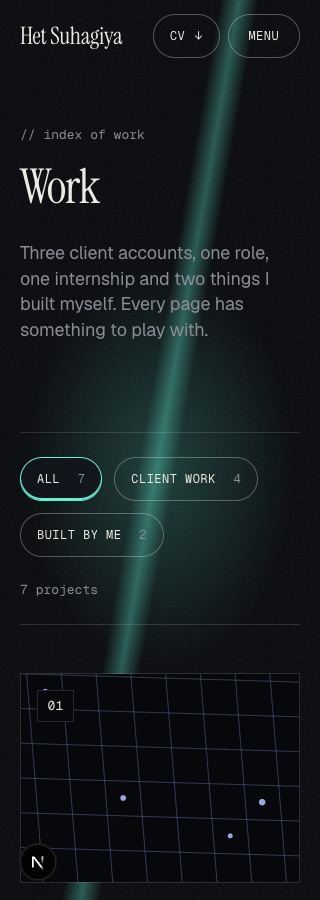 Het Suhagiya
CV ↓
MENU
// index of work
Work
Three client accounts, one role,
one internship and two things I
built myself. Every page has
something to play with.
ALL 7
CLIENT WORK 4
BUILT BY ME 2
7 projects
01
N